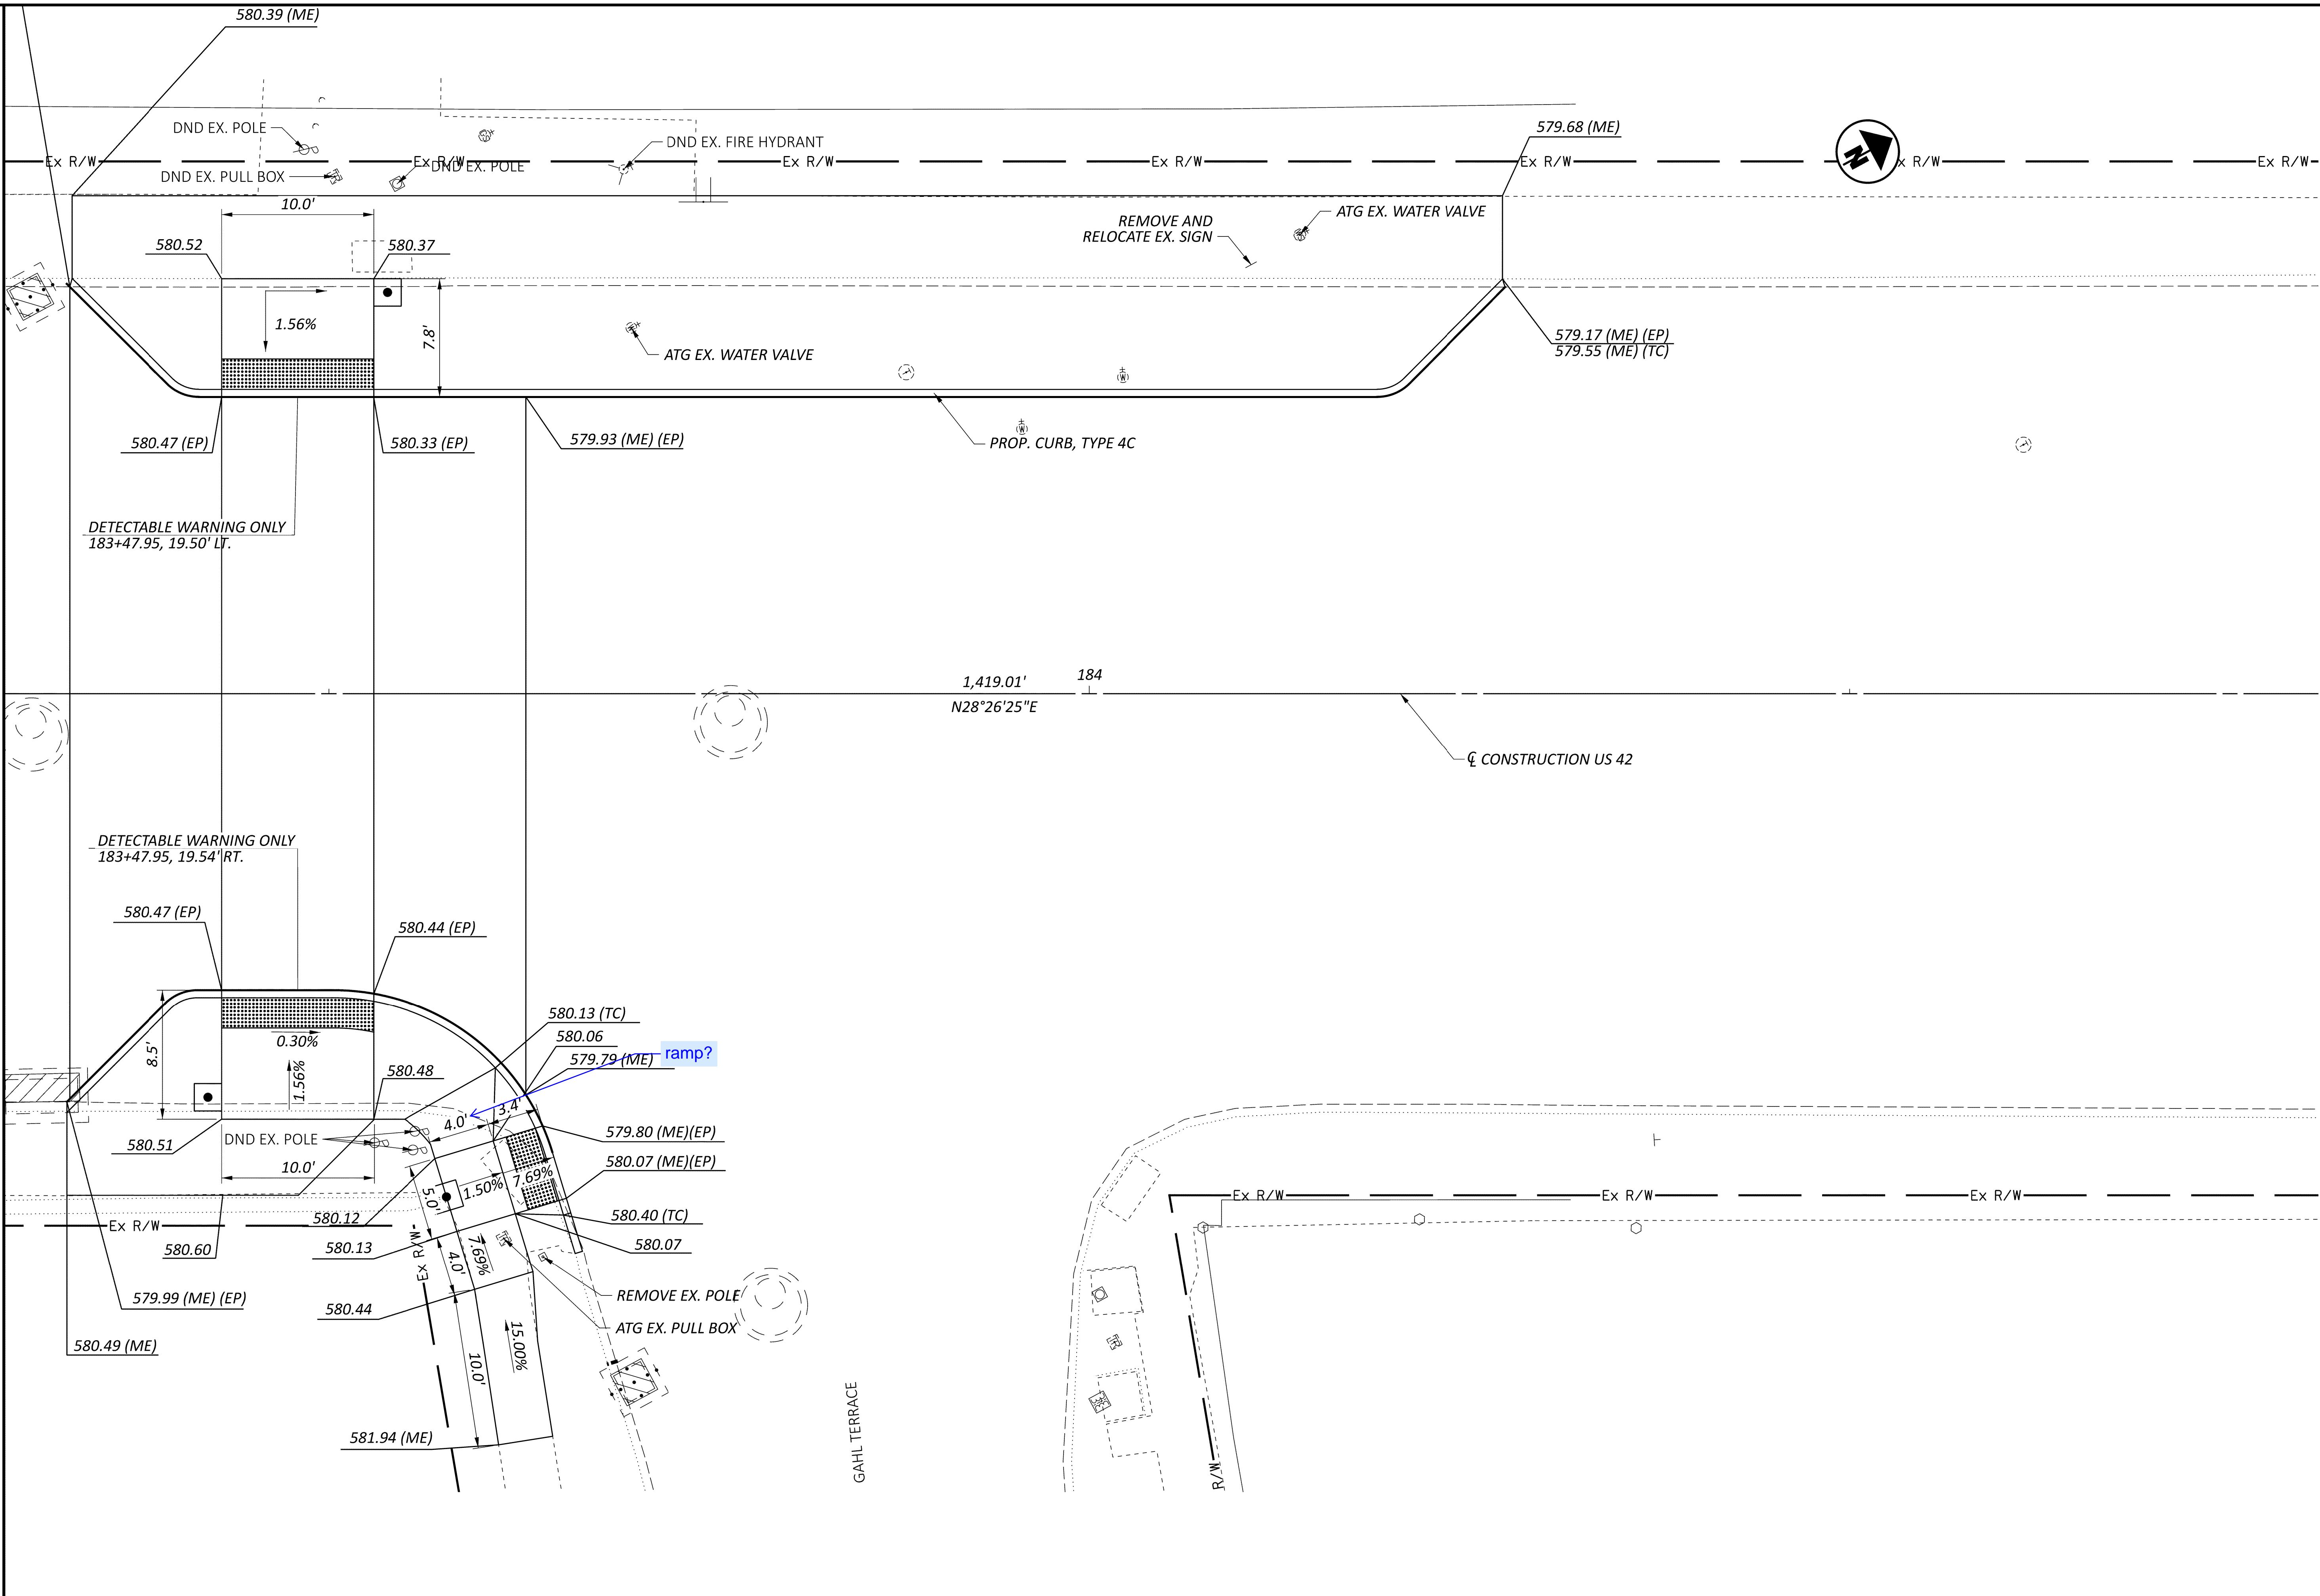 580.39 (ME)
DND EX. POLE
DND EX. FIRE HYDRANT
579.68 (ME)
Ex R/W
Ex R/W
Ex R/W
Ex R/W
Ex R/W
x R/W
Ex R/W
N
DND EX. PULL BOX
DND EX. POLE
10.0'
580.52
580.37
REMOVE AND
RELOCATE EX. SIGN
ATG EX. WATER VALVE
1.56%
7.8'
ATG EX. WATER VALVE
579.17 (ME) (EP)
579.55 (ME) (TC)
T
W
W
T
580.47 (EP)
580.33 (EP)
579.93 (ME) (EP)
PROP. CURB, TYPE 4C
DETECTABLE WARNING ONLY
183+47.95, 19.50' LT.
1,419.01'
184
N28°26'25"E
℄ CONSTRUCTION US 42
DETECTABLE WARNING ONLY
183+47.95, 19.54' RT.
580.47 (EP)
580.44 (EP)
580.13 (TC)
580.06
579.79 (ME)
ramp?
8.5'
0.30%
1.56%
580.48
4.0'
3.4'
DND EX. POLE
580.51
10.0'
579.80 (ME)(EP)
580.07 (ME)(EP)
5.0'
1.50%
7.69%
580.12
580.40 (TC)
580.13
580.07
Ex R/W
Ex R/W
580.60
4.0'
7.69%
579.99 (ME) (EP)
580.44
REMOVE EX. POLE
ATG EX. PULL BOX
580.49 (ME)
10.0'
15.00%
581.94 (ME)
GAHL TERRACE
Ex R/W
Ex R/W
Ex R/W
R/W